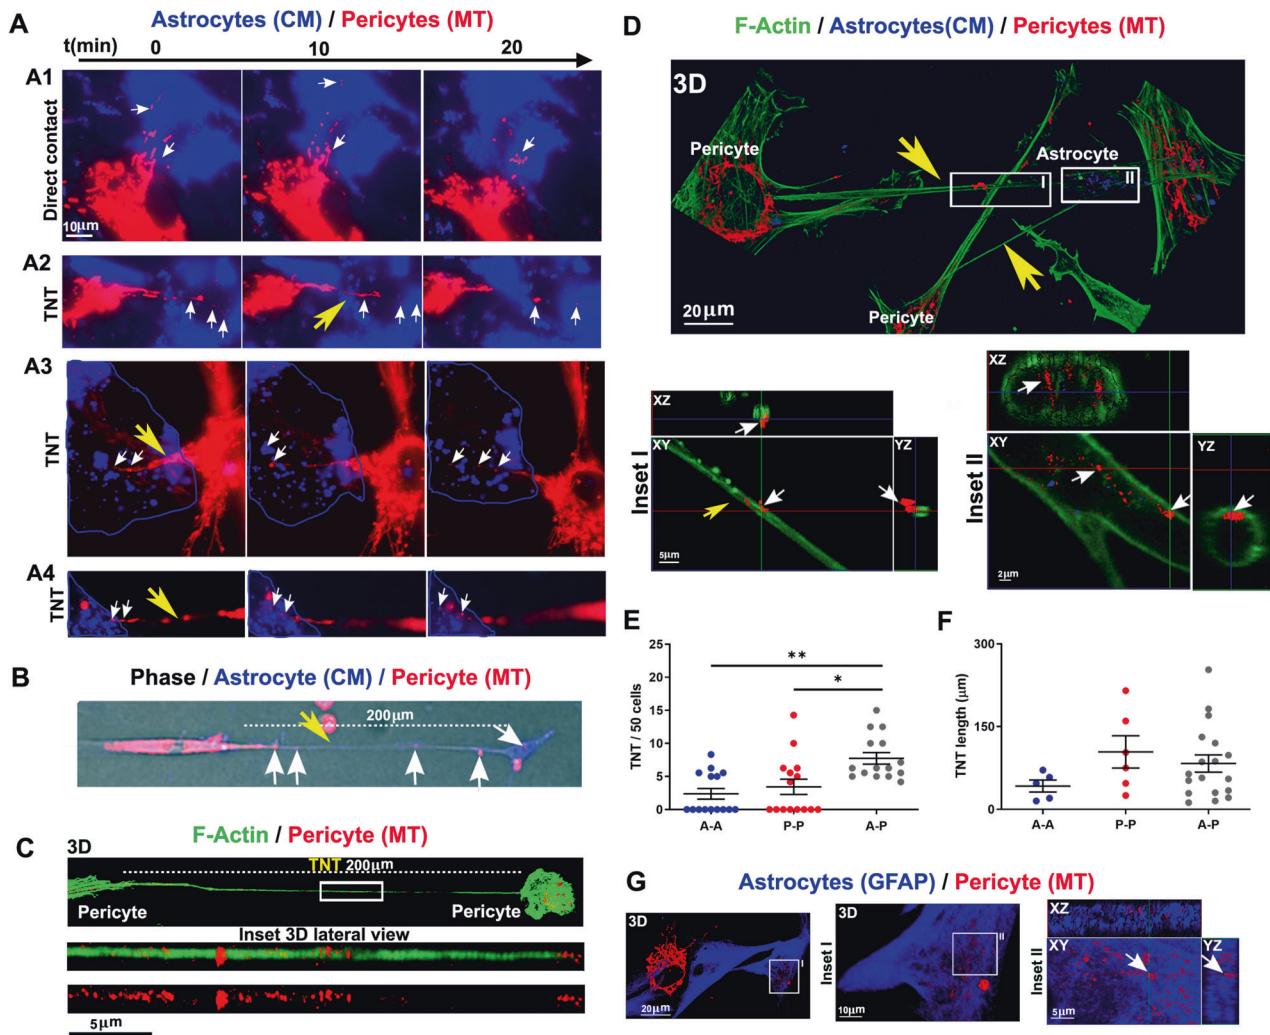 A
Astrocytes (CM) / Pericytes (MT)
t(min) 0 10 20
A1
Direct contact
10μm
A2
TNT
A3
TNT
A4
TNT
B
Phase / Astrocyte (CM) / Pericyte (MT)
200μm
C
F-Actin / Pericyte (MT)
3D
TNT 200μm
Pericyte Pericyte
Inset 3D lateral view
5μm
D
F-Actin / Astrocytes(CM) / Pericytes (MT)
3D
Pericyte
Astrocyte
I
II
20μm
Pericyte
Inset I
XZ
XY
YZ
5μm
Inset II
XZ
XY
YZ
2μm
E
TNT / 50 cells
25
20
15
10
5
0
**
*
A-A P-P A-P
F
TNT length (μm)
300
150
0
A-A P-P A-P
G
Astrocytes (GFAP) / Pericyte (MT)
3D
I
20μm
Inset I
3D
II
10μm
Inset II
XZ
XY
YZ
5μm